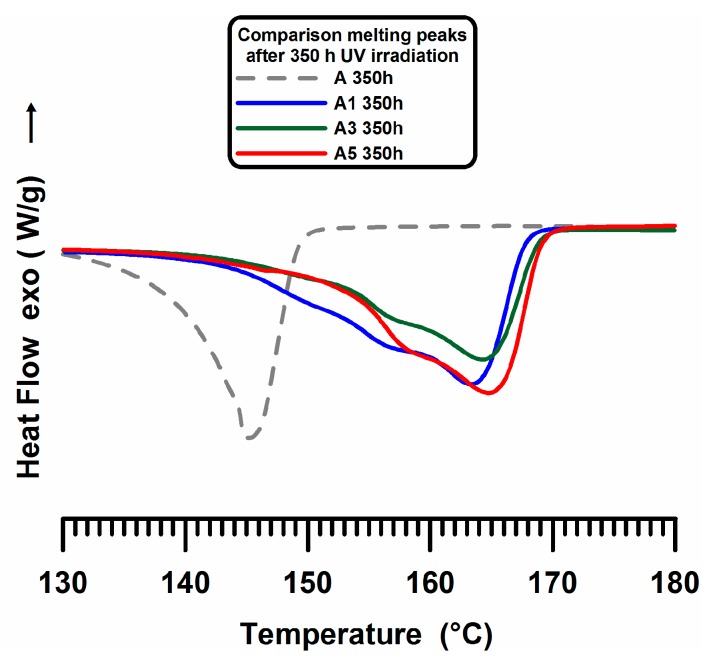 Comparison melting peaks
after 350 h UV irradiation
A 350h
A1 350h
A3 350h
A5 350h
Heat Flow exo ( W/g)
130 140 150 160 170 180
Temperature (°C)